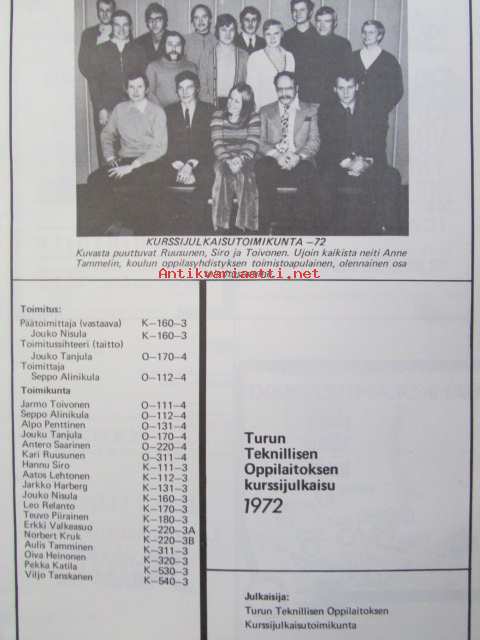 KURSSIJULKAISUTOIMIKUNTA –72
Kuvasta puuttuvat Ruusunen, Siro ja Toivonen. Ujoin kaikista neiti Anne
Tammelin, koulun oppilasyhdistyksen toimistoapulainen, olennainen osa
Antikvariaatti.net
Toimitus:
Päätoimittaja (vastaava) K–160–3
Jouko Nisula K–160–3
Toimitussihteeri (taitto)
Jouko Tanjula O–170–4
Toimittaja
Seppo Alinikula O–112–4
Toimikunta
Jarmo Toivonen O–111–4
Seppo Alinikula O–112–4
Alpo Penttinen O–131–4
Jouku Tanjula O–170–4
Antero Saarinen O–220–4
Kari Ruusunen O–311–4
Hannu Siro K–111–3
Aatos Lehtonen K–112–3
Jarkko Harberg K–131–3
Jouko Nisula K–160–3
Leo Relanto K–170–3
Teuvo Piirainen K–180–3
Erkki Valkeasuo K–220–3A
Norbert Kruk K–220–3B
Aulis Tamminen K–311–3
Oiva Heinonen K–320–3
Pekka Katila K–530–3
Viljo Tanskanen K–540–3
Turun
Teknillisen
Oppilaitoksen
kurssijulkaisu
1972
Julkaisija:
Turun Teknillisen Oppilaitoksen
Kurssijulkaisutoimikunta